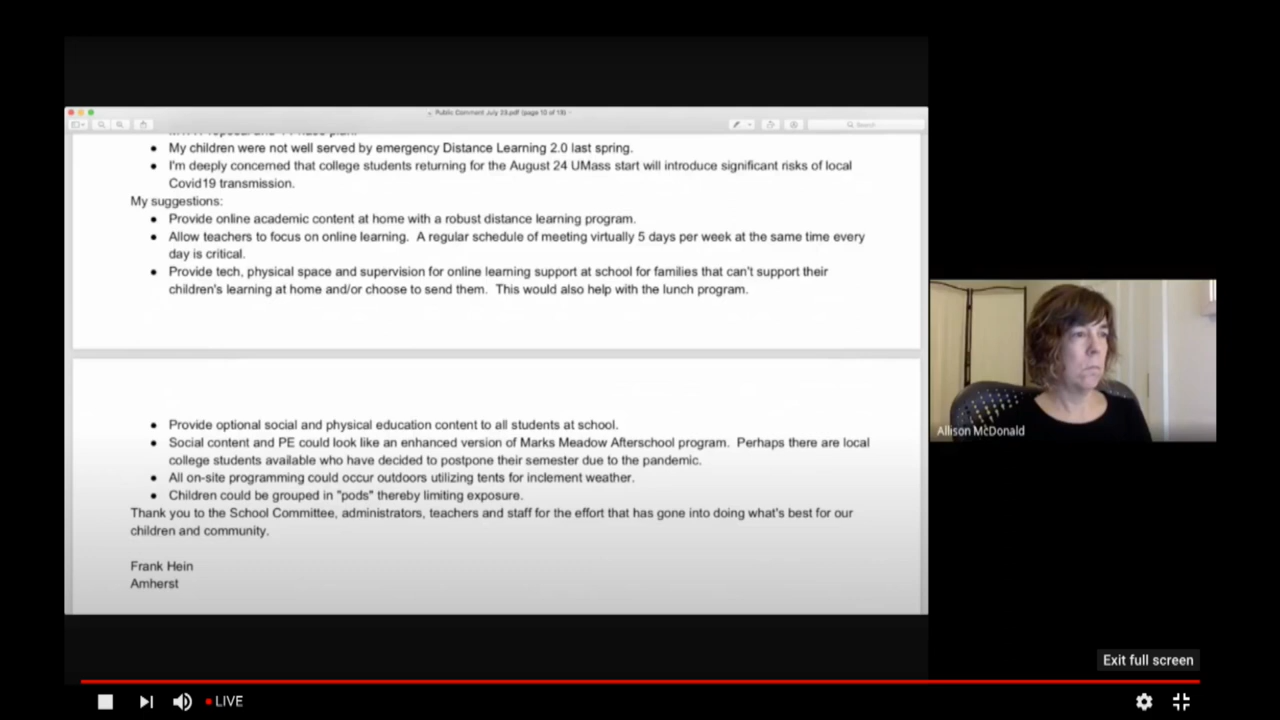 Public Comment July 23.pdf (page 10 of 18)
Search
My children were not well served by emergency Distance Learning 2.0 last spring.
I'm deeply concerned that college students returning for the August 24 UMass start will introduce significant risks of local
Covid19 transmission.
My suggestions:
Provide online academic content at home with a robust distance learning program.
Allow teachers to focus on online learning. A regular schedule of meeting virtually 5 days per week at the same time every
day is critical.
Provide tech, physical space and supervision for online learning support at school for families that can't support their
children's learning at home and/or choose to send them. This would also help with the lunch program.
Provide optional social and physical education content to all students at school.
Social content and PE could look like an enhanced version of Marks Meadow Afterschool program. Perhaps there are local
college students available who have decided to postpone their semester due to the pandemic.
All on-site programming could occur outdoors utilizing tents for inclement weather.
Children could be grouped in "pods" thereby limiting exposure.
Thank you to the School Committee, administrators, teachers and staff for the effort that has gone into doing what's best for our
children and community.
Frank Hein
Amherst
Allison McDonald
Exit full screen
LIVE